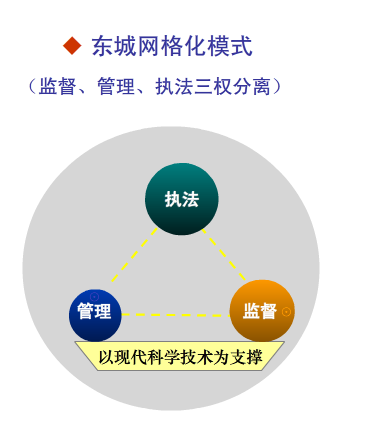 东城网格化模式
（监督、管理、执法三权分离）
执法
管理
监督
以现代科学技术为支撑